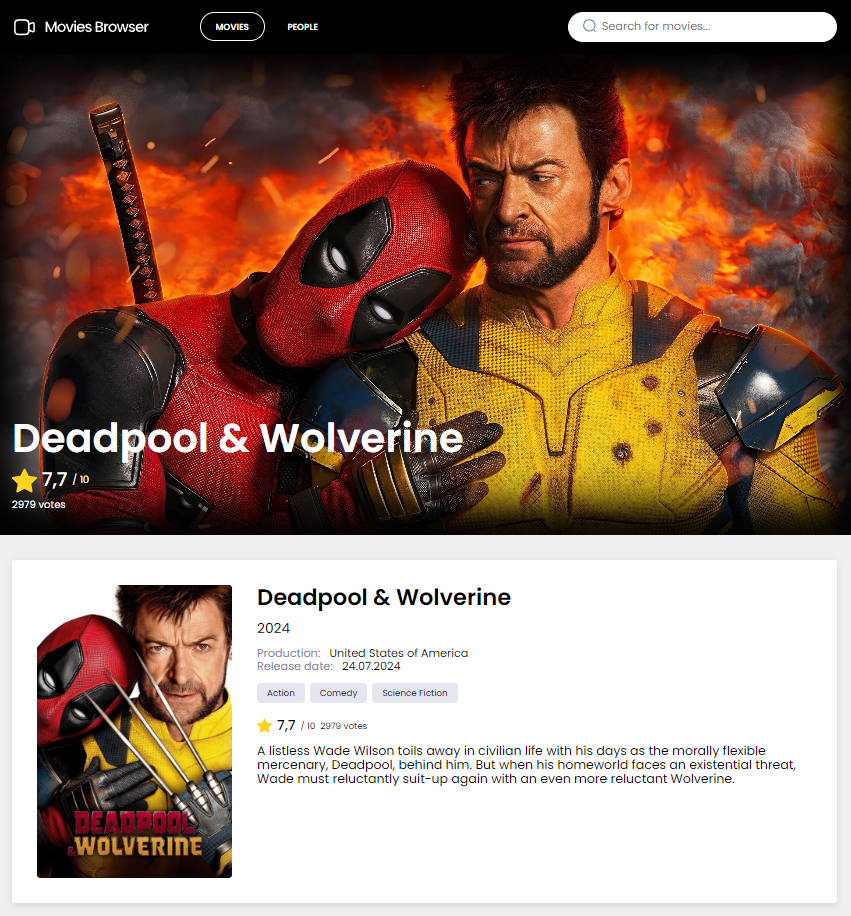 Movies Browser
MOVIES
PEOPLE
Search for movies...
Deadpool & Wolverine
7,7 / 10
2979 votes
Deadpool & Wolverine
2024
Production: United States of America
Release date: 24.07.2024
Action
Comedy
Science Fiction
7,7 / 10 2979 votes
A listless Wade Wilson toils away in civilian life with his days as the morally flexible
mercenary, Deadpool, behind him. But when his homeworld faces an existential threat,
Wade must reluctantly suit-up again with an even more reluctant Wolverine.
DEADPOOL
& WOLVERINE